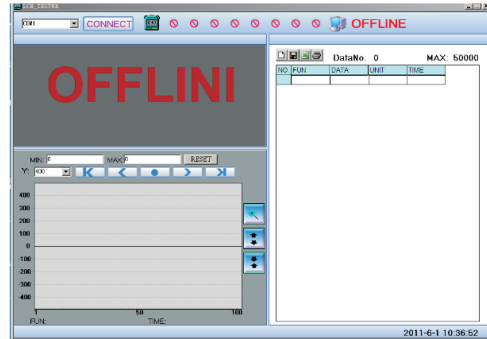 LCR_TESTER
COM1 CONNECT OFFLINE
OFFLINI
DataNo. 0 MAX: 50000
NO FUN DATA UNIT TIME
MIN: 0 MAX: 0 RESET
Y: 400
400
300
200
100
0
-100
-200
-300
-400
1 50 100
FUN: TIME:
2011-6-1 10:36:52